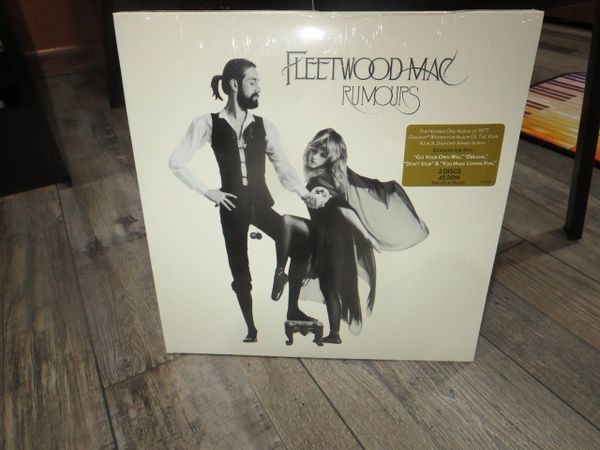 FLEETWOOD MAC
RUMOURS
THE NUMBER ONE ALBUM OF 1977
GRAMMY® WINNER FOR ALBUM OF THE YEAR
R.I.A.A. DIAMOND AWARD ALBUM
CONTAINS THE HITS:
"GO YOUR OWN WAY," "DREAMS,"
"DON'T STOP" & "YOU MAKE LOVING FUN."
2 DISCS
45 RPM